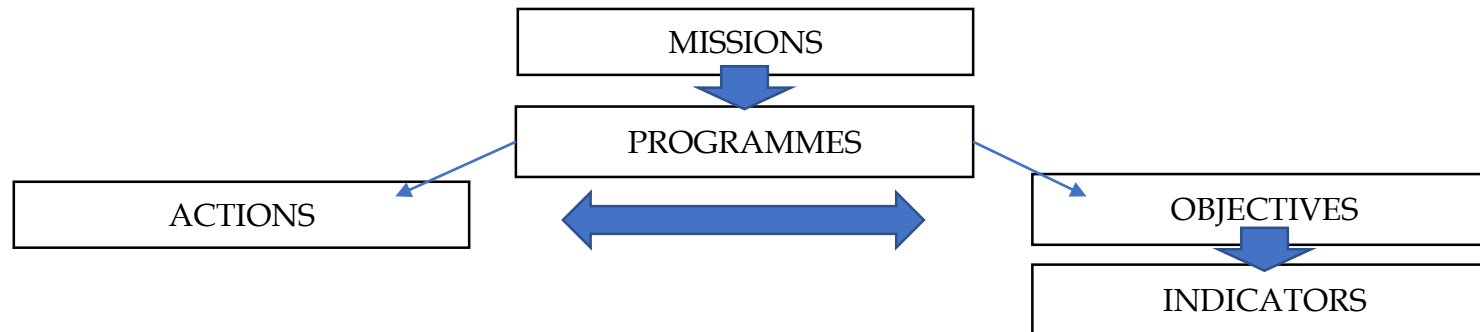 MISSIONS
PROGRAMMES
ACTIONS
OBJECTIVES
INDICATORS